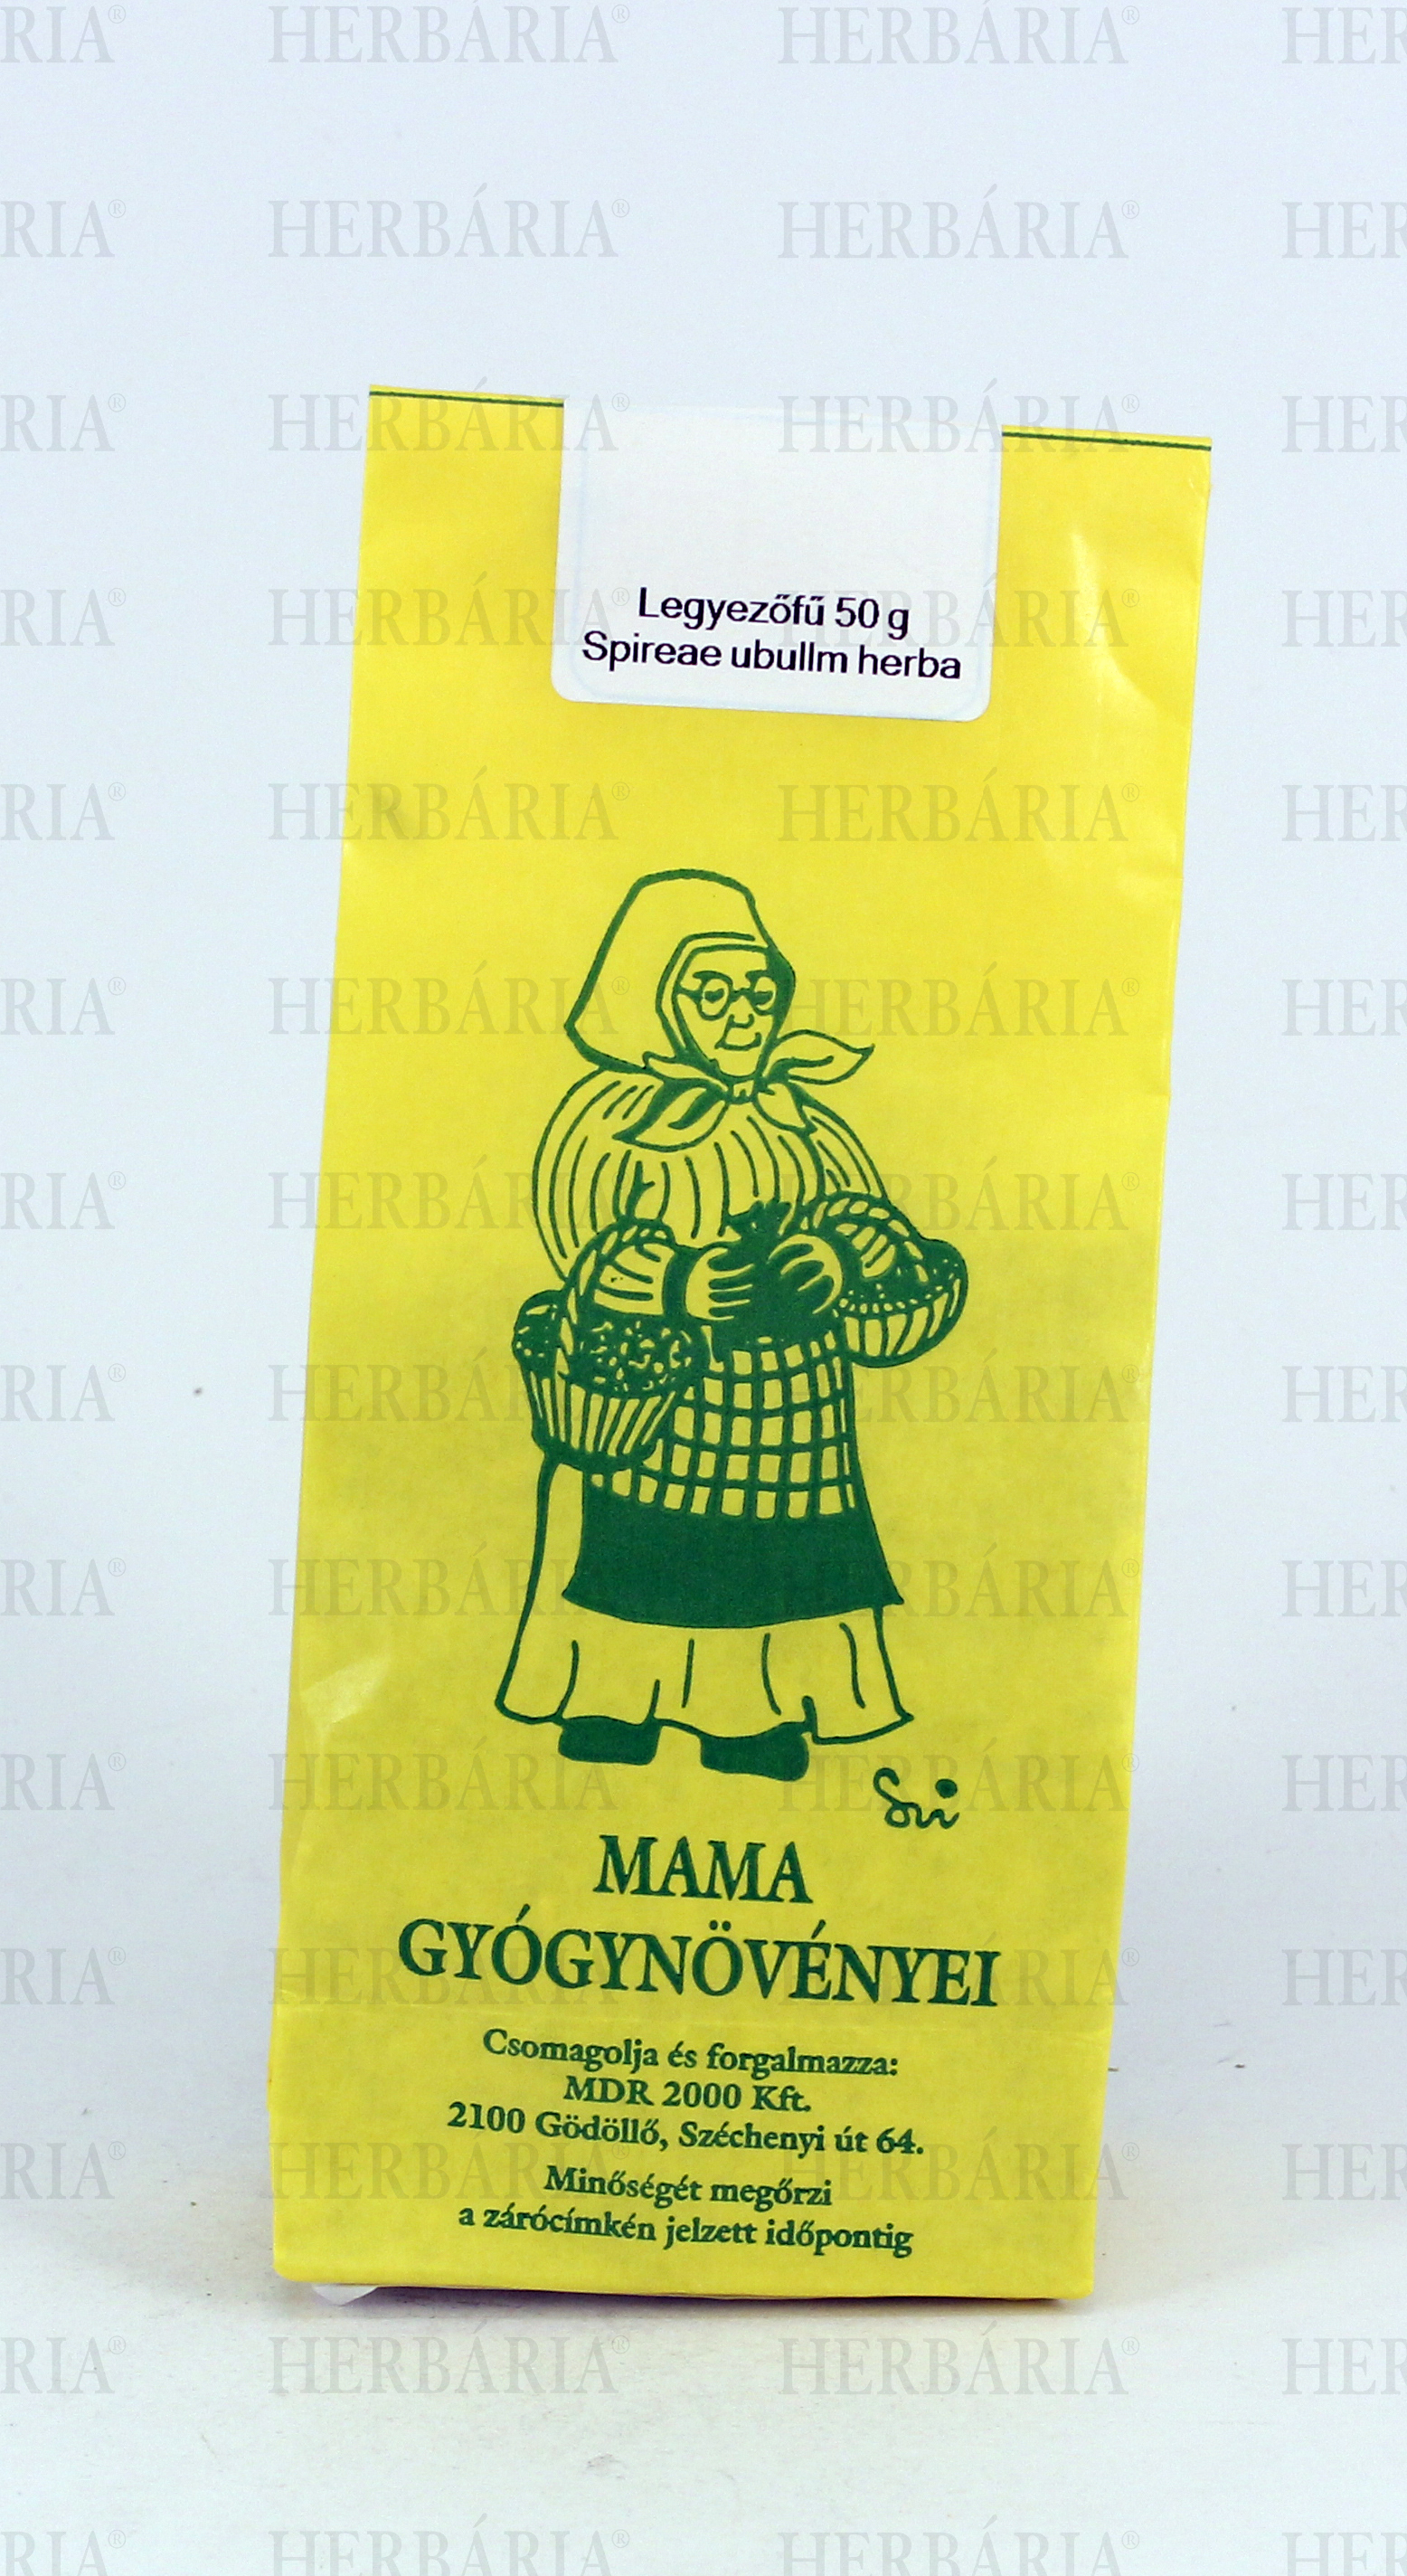 HERBÁRIA®
Legyezőfű 50 g
Spireae ubullm herba
MAMA
GYÓGYNÖVÉNYEI
Csomagolja és forgalmazza:
MDR 2000 Kft.
2100 Gödöllő, Széchenyi út 64.
Minőségét megőrzi
a zárócímkén jelzett időpontig